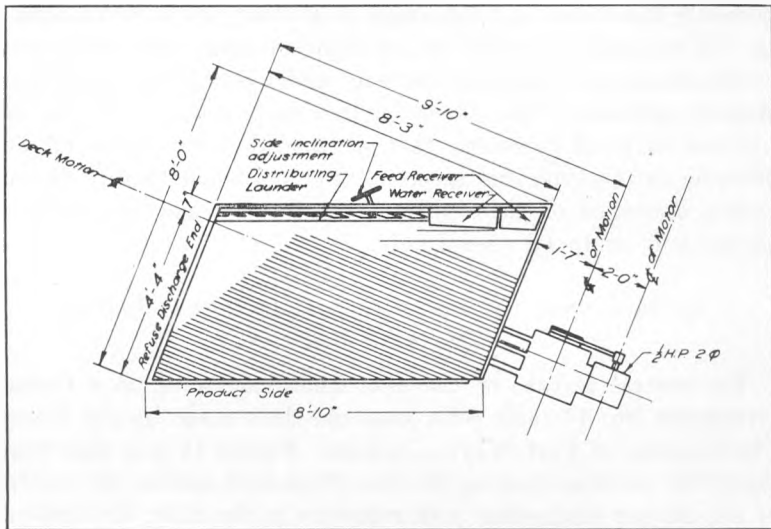 9'-10"
8'-3"
8'-0"
Deck Motion
Side inclination
adjustment
Distributing
Launder
Feed Receiver
Water Receiver
7"
4'-4"
Refuse Discharge End
1'-7"
℄ of Motion
2'-0"
℄ of Motor
½ H.P. 2Φ
Product Side
8'-10"